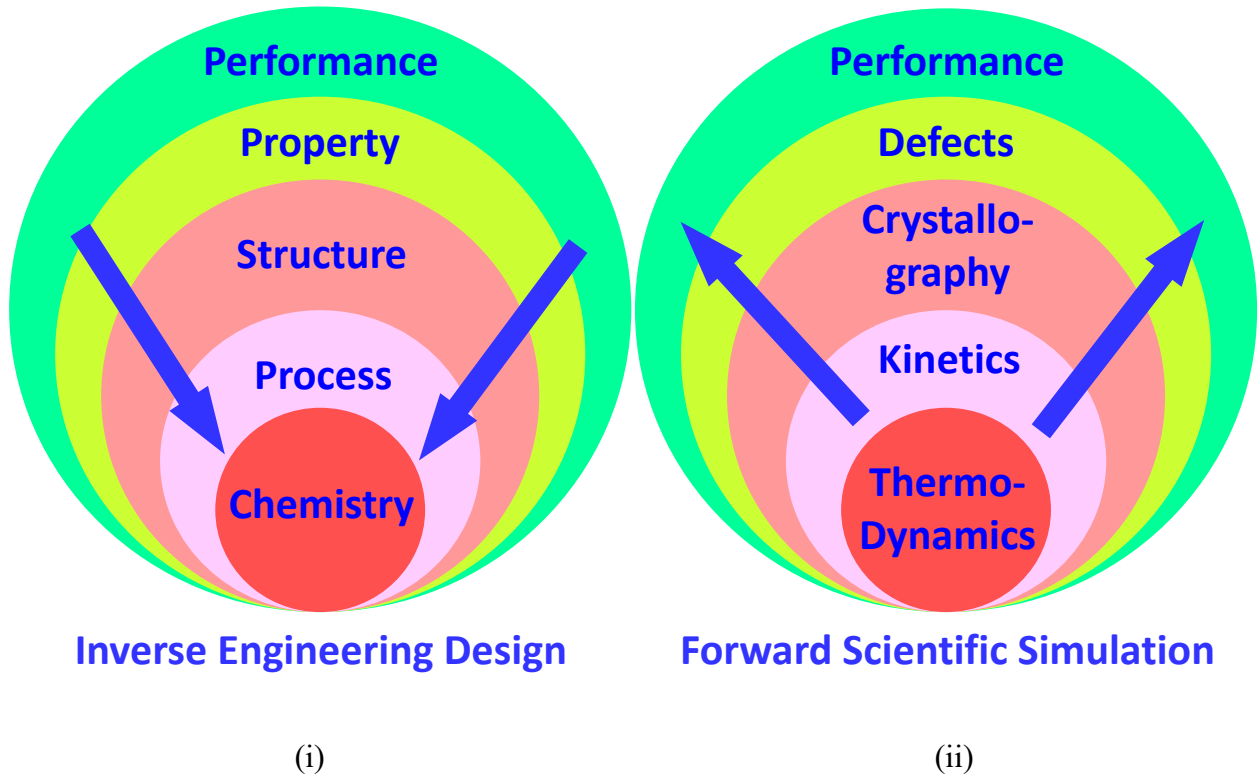 Performance
Property
Structure
Process
Chemistry
Inverse Engineering Design
(i)
Performance
Defects
Crystallo-
graphy
Kinetics
Thermo-
Dynamics
Forward Scientific Simulation
(ii)